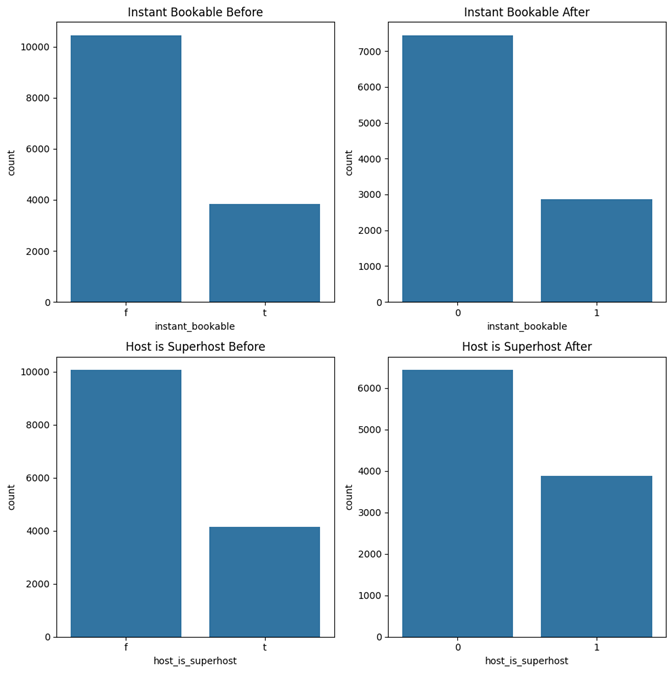 Instant Bookable Before
10000
8000
6000
4000
2000
0
count
f
t
instant_bookable
Instant Bookable After
7000
6000
5000
4000
3000
2000
1000
0
count
0
1
instant_bookable
Host is Superhost Before
10000
8000
6000
4000
2000
0
count
f
t
host_is_superhost
Host is Superhost After
6000
5000
4000
3000
2000
1000
0
count
0
1
host_is_superhost